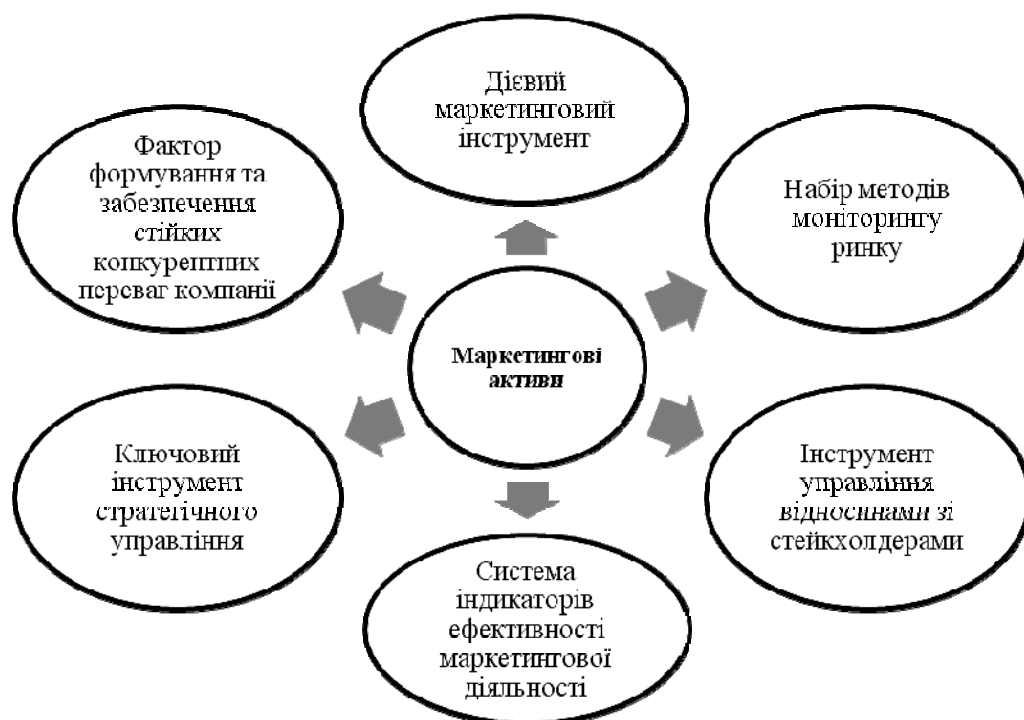 Дієвий
маркетинговий
інструмент
Фактор
формування та
забезпечення
стійких
конкурентних
переваг компанії
Набір методів
моніторингу
ринку
Маркетингові
активи
Ключовий
інструмент
стратегічного
управління
Інструмент
управління
відносинами зі
стейкхолдерами
Система
індикаторів
ефективності
маркетингової
діяльності